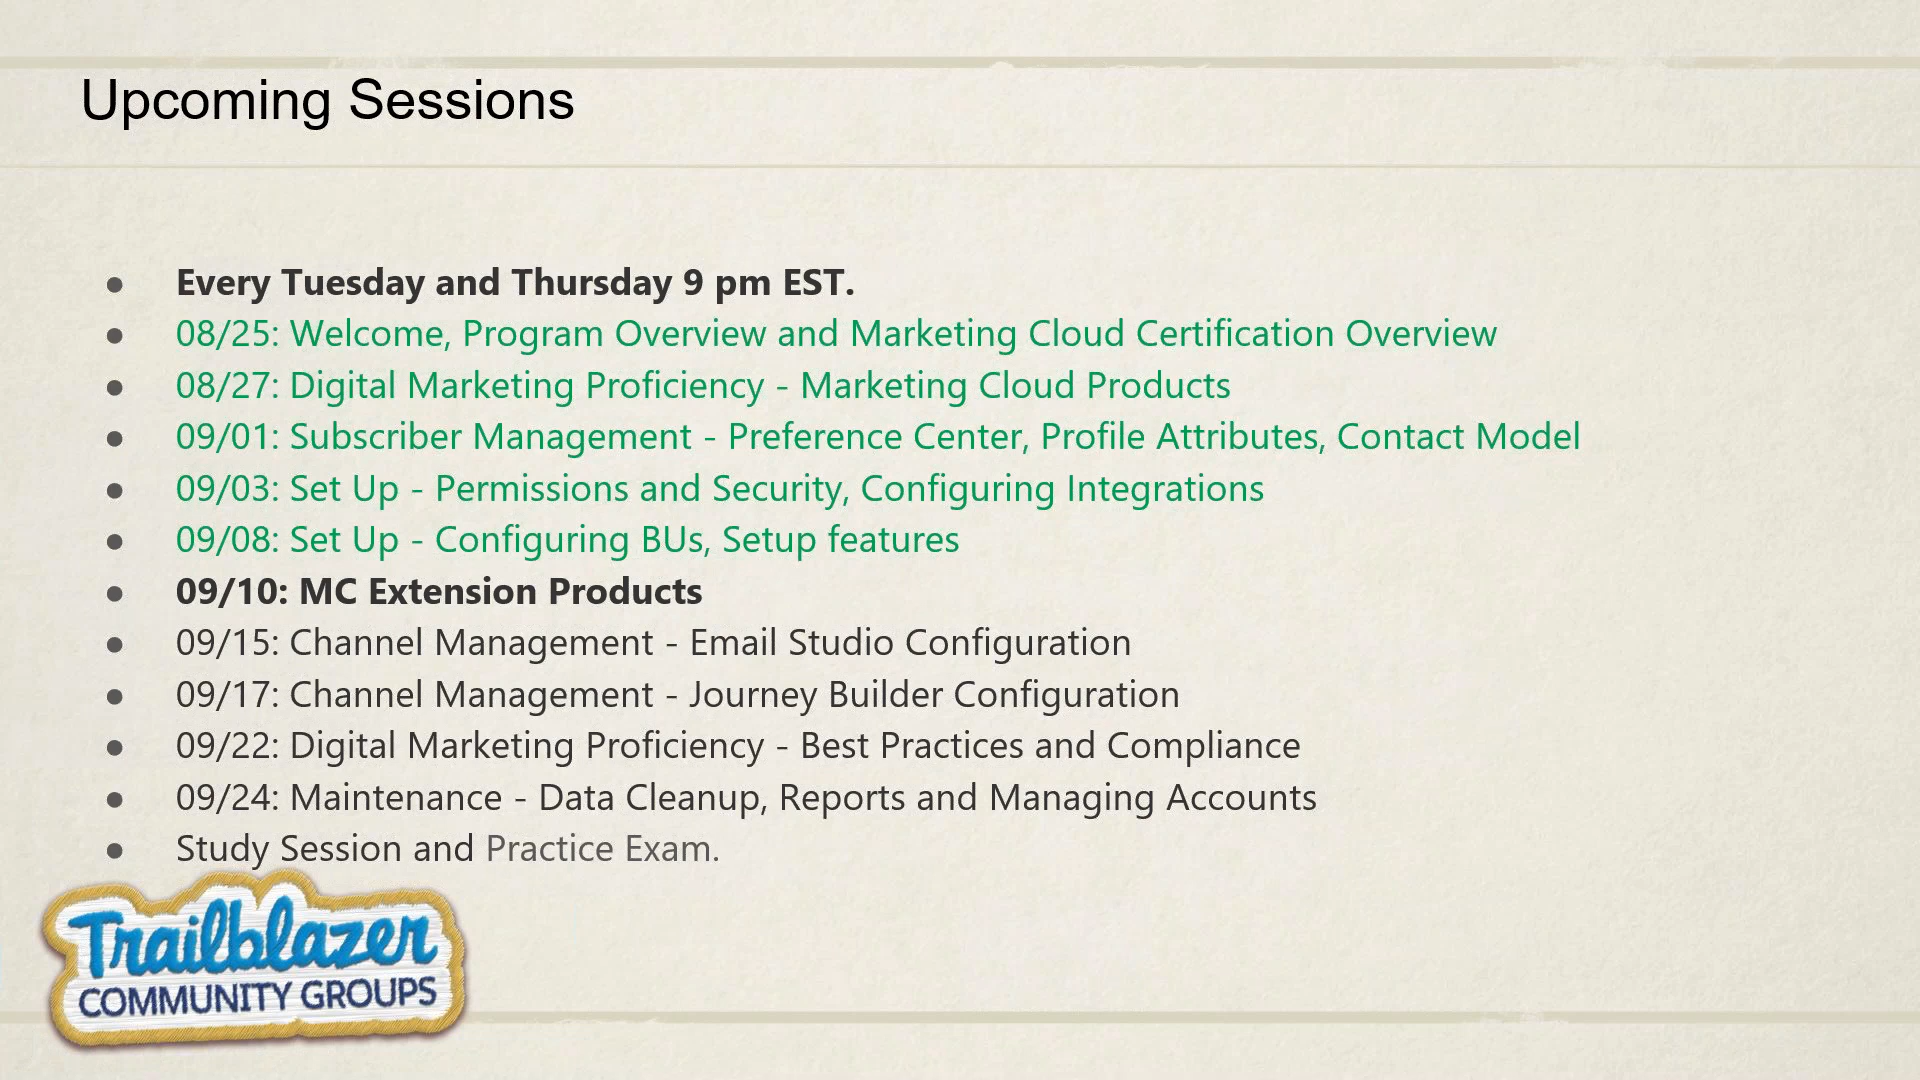 Upcoming Sessions
● Every Tuesday and Thursday 9 pm EST.
● 08/25: Welcome, Program Overview and Marketing Cloud Certification Overview
● 08/27: Digital Marketing Proficiency - Marketing Cloud Products
● 09/01: Subscriber Management - Preference Center, Profile Attributes, Contact Model
● 09/03: Set Up - Permissions and Security, Configuring Integrations
● 09/08: Set Up - Configuring BUs, Setup features
● 09/10: MC Extension Products
● 09/15: Channel Management - Email Studio Configuration
● 09/17: Channel Management - Journey Builder Configuration
● 09/22: Digital Marketing Proficiency - Best Practices and Compliance
● 09/24: Maintenance - Data Cleanup, Reports and Managing Accounts
● Study Session and Practice Exam.
Trailblazer
COMMUNITY GROUPS